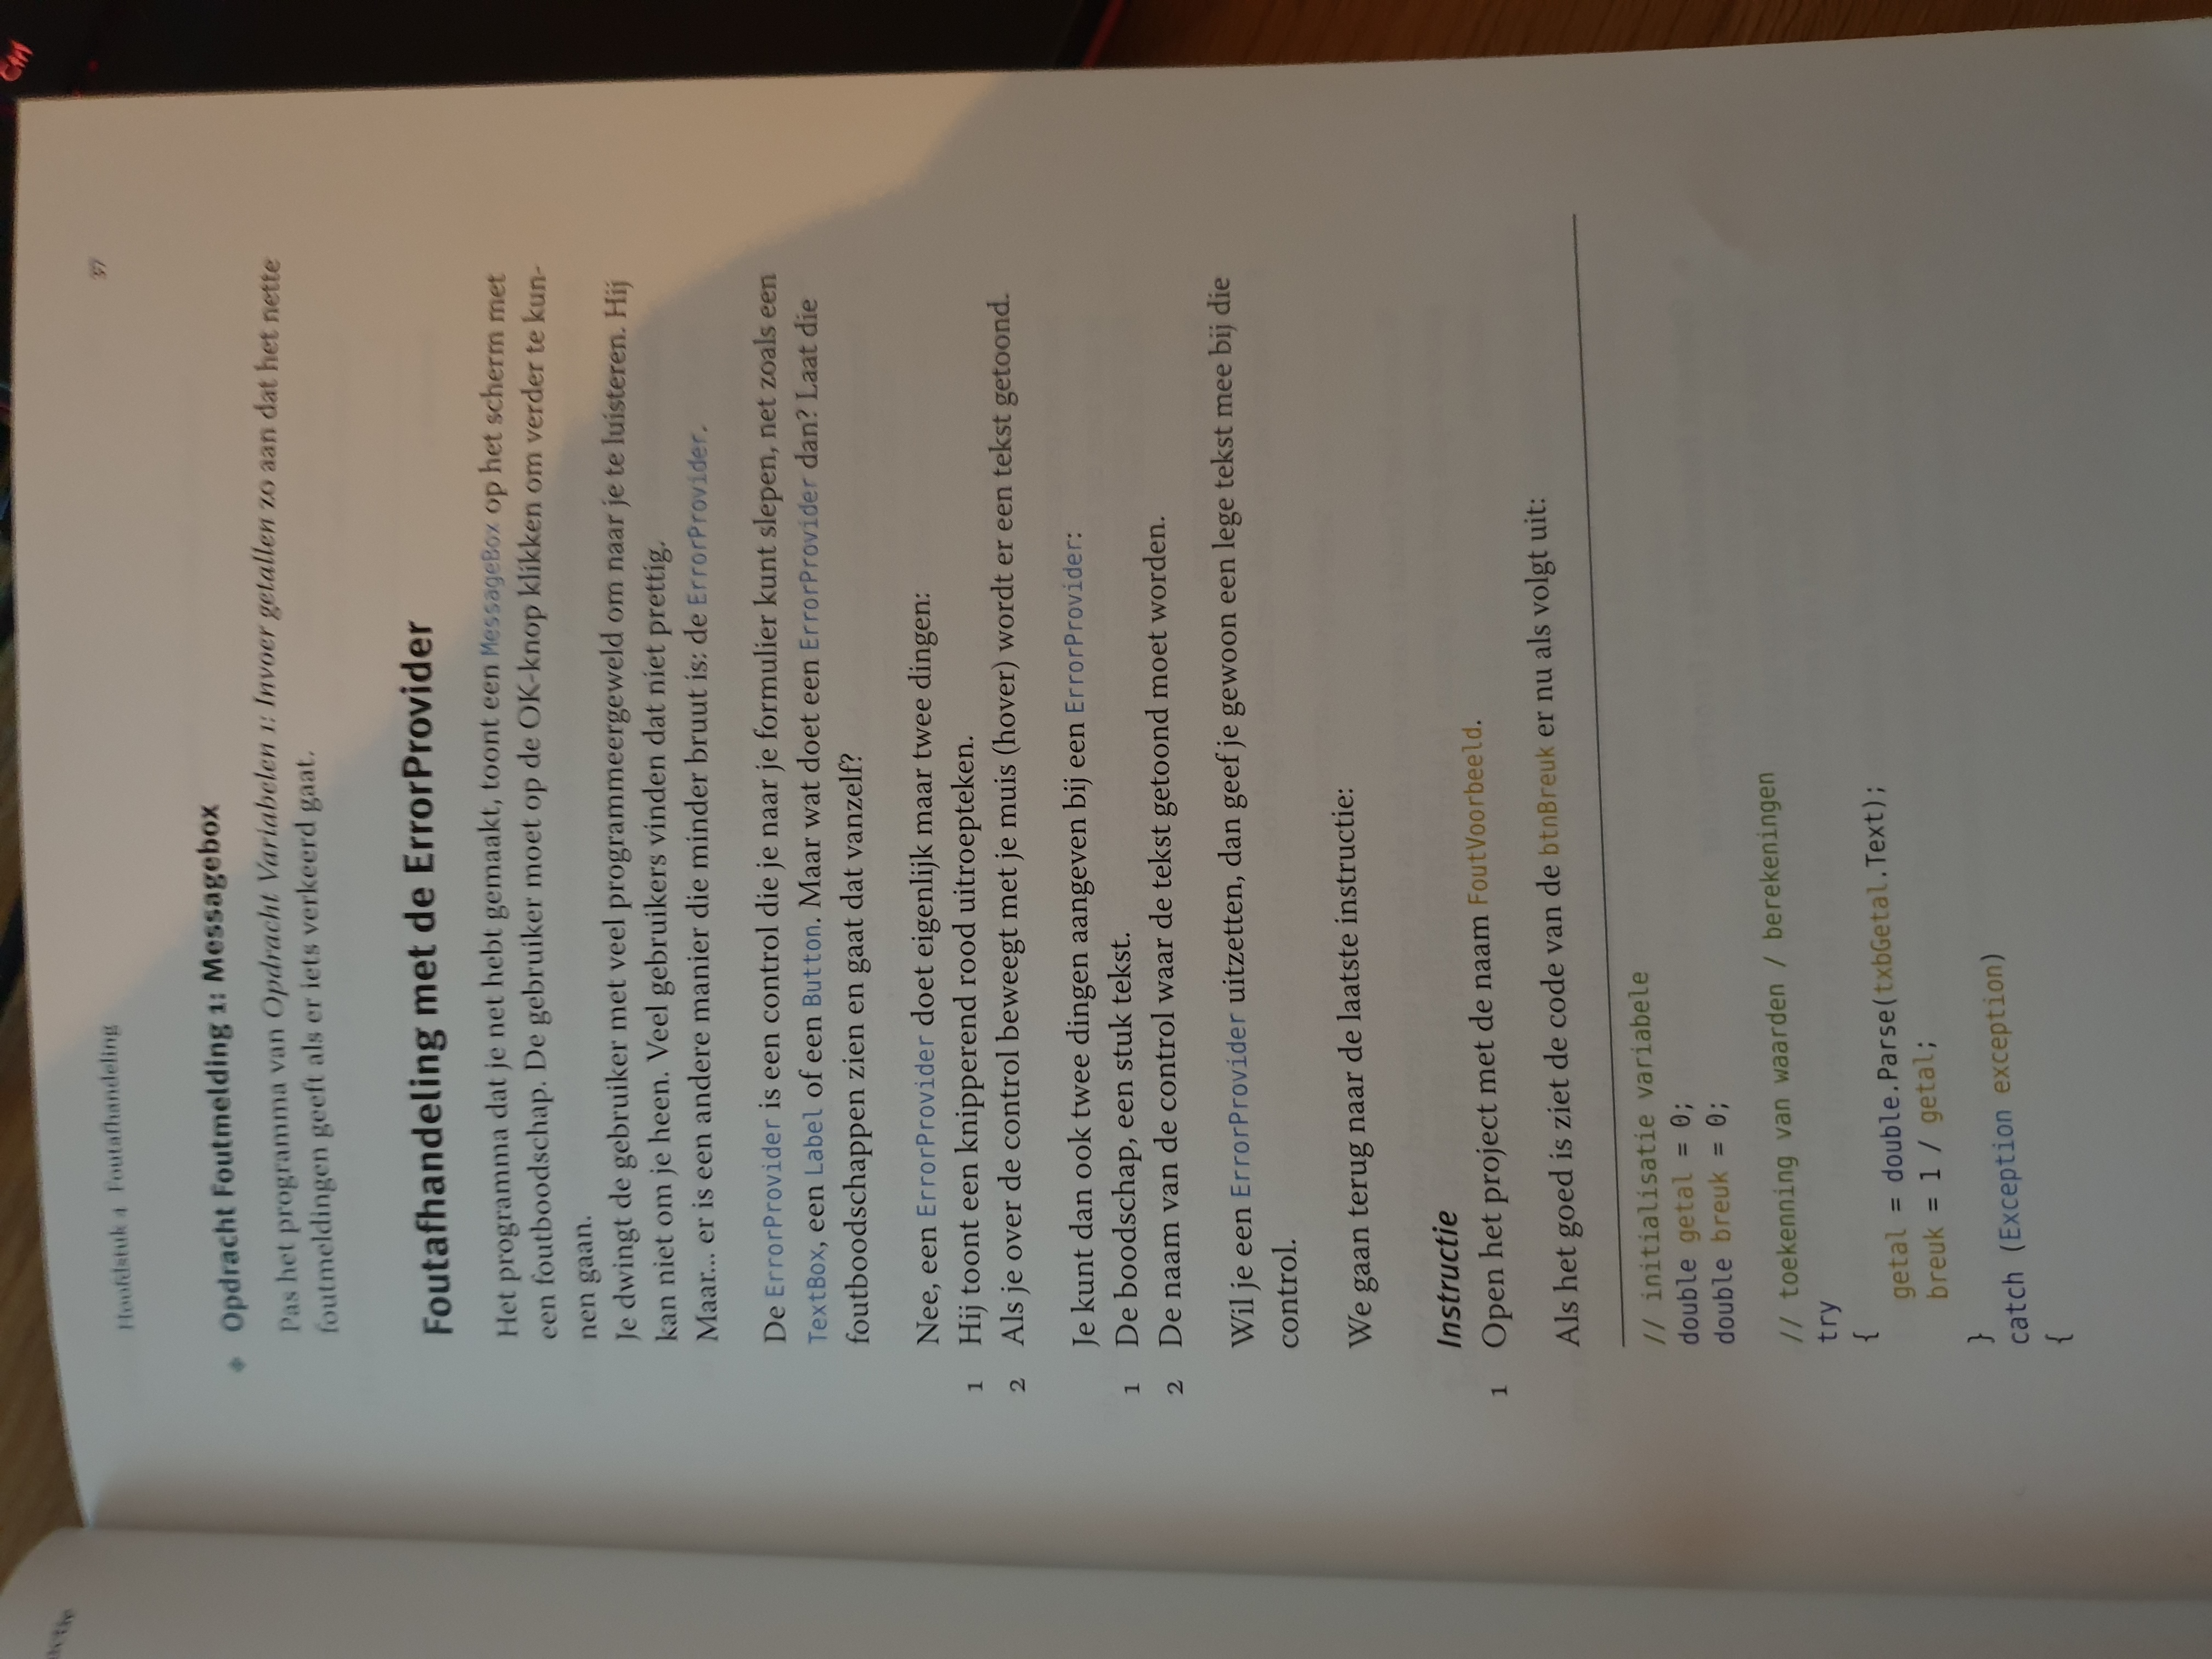 Hoofdstuk 4 Foutafhandeling
37
Opdracht Foutmelding 1: Messagebox
Pas het programma van Opdracht Variabelen 1: Invoer getallen zo aan dat het nette
foutmeldingen geeft als er iets verkeerd gaat.
Foutafhandeling met de ErrorProvider
Het programma dat je net hebt gemaakt, toont een MessageBox op het scherm met
een foutboodschap. De gebruiker moet op de OK-knop klikken om verder te kun-
nen gaan.
Je dwingt de gebruiker met veel programmeergeweld om naar je te luisteren. Hij
kan niet om je heen. Veel gebruikers vinden dat niet prettig.
Maar... er is een andere manier die minder bruut is: de ErrorProvider.
De ErrorProvider is een control die je naar je formulier kunt slepen, net zoals een
TextBox, een Label of een Button. Maar wat doet een ErrorProvider dan? Laat die
foutboodschappen zien en gaat dat vanzelf?
Nee, een ErrorProvider doet eigenlijk maar twee dingen:
1 Hij toont een knipperend rood uitroepteken.
2 Als je over de control beweegt met je muis (hover) wordt er een tekst getoond.
Je kunt dan ook twee dingen aangeven bij een ErrorProvider:
1 De boodschap, een stuk tekst.
2 De naam van de control waar de tekst getoond moet worden.
Wil je een ErrorProvider uitzetten, dan geef je gewoon een lege tekst mee bij die
control.
We gaan terug naar de laatste instructie:
Instructie
1 Open het project met de naam FoutVoorbeeld.
Als het goed is ziet de code van de btnBreuk er nu als volgt uit:
// initialisatie variabele
double getal = 0;
double breuk = 0;
// toekenning van waarden / berekeningen
try
{
getal = double.Parse(txbGetal.Text);
breuk = 1 / getal;
}
catch (Exception exception)
{
Ctrl